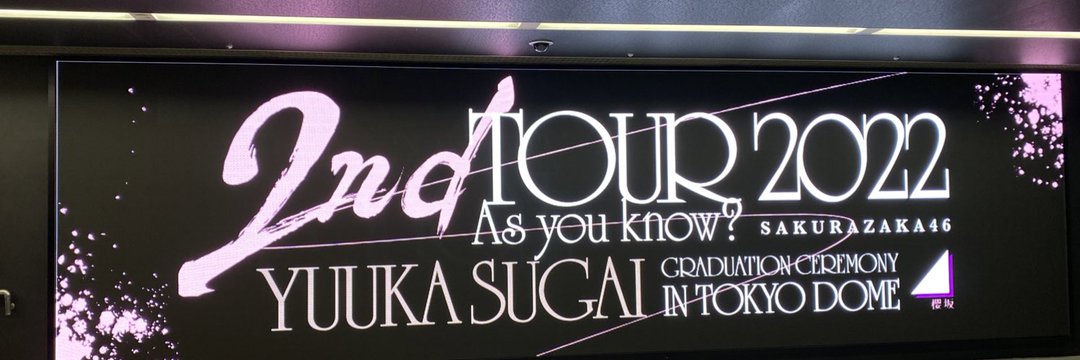 2nd TOUR 2022
As you know? SAKURAZAKA46
YUUKA SUGAI
GRADUATION CEREMONY
IN TOKYO DOME
櫻坂